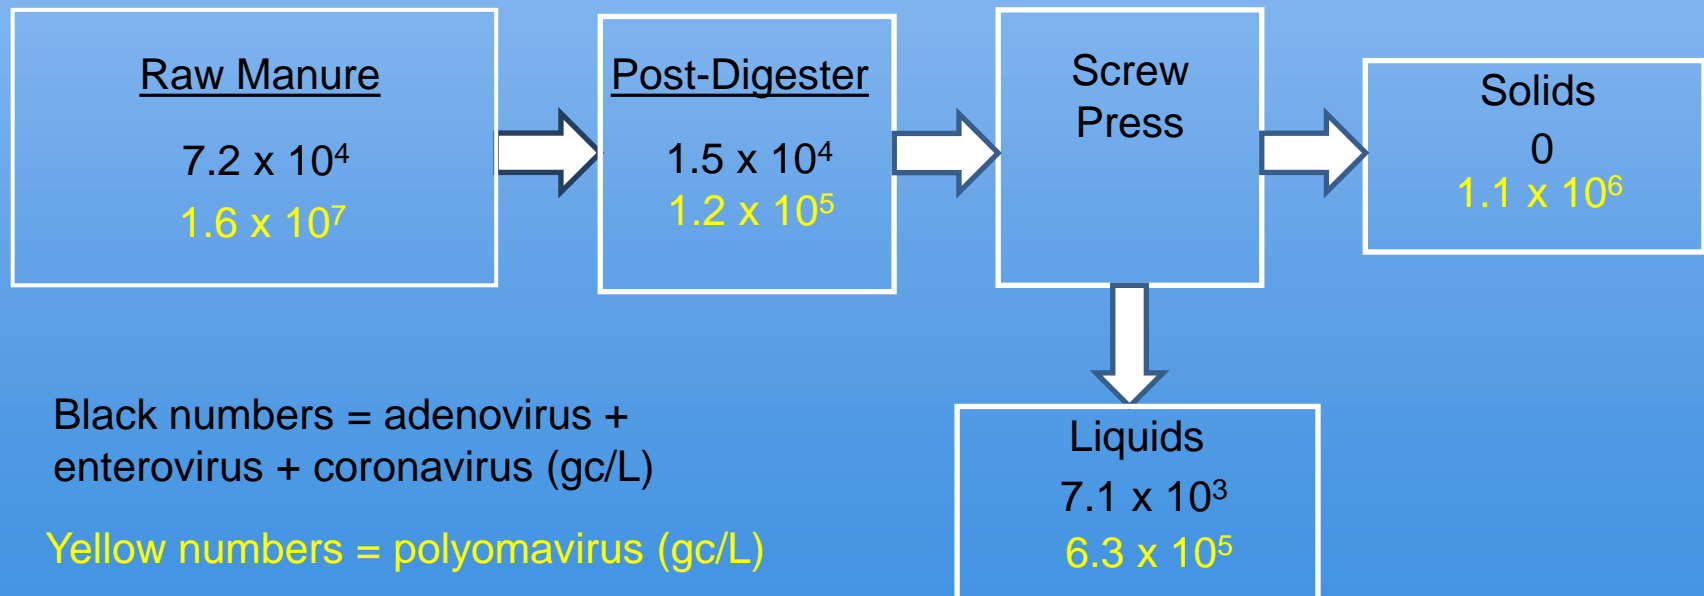 Raw Manure
7.2 x 10⁴
1.6 x 10⁷
Post-Digester
1.5 x 10⁴
1.2 x 10⁵
Screw
Press
Solids
0
1.1 x 10⁶
Liquids
7.1 x 10³
6.3 x 10⁵
Black numbers = adenovirus +
enterovirus + coronavirus (gc/L)
Yellow numbers = polyomavirus (gc/L)